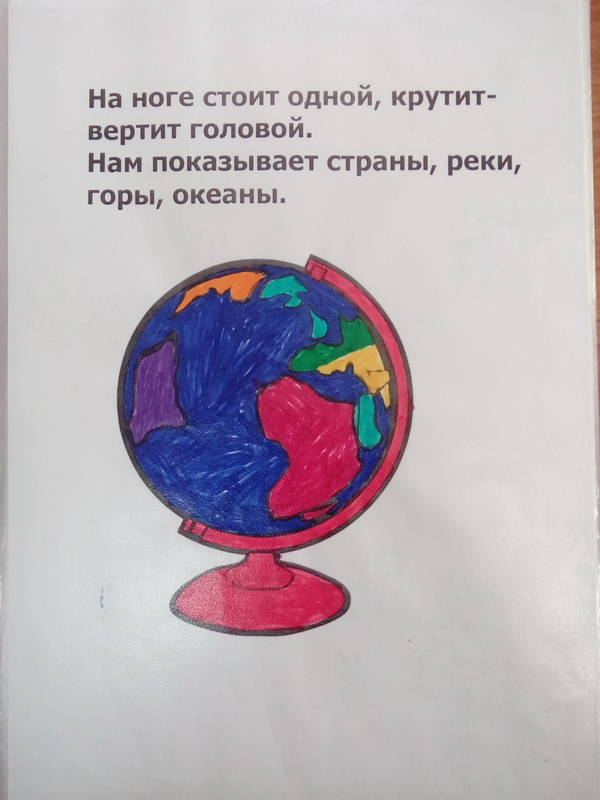 На ноге стоит одной, крутит-
вертит головой.
Нам показывает страны, реки,
горы, океаны.